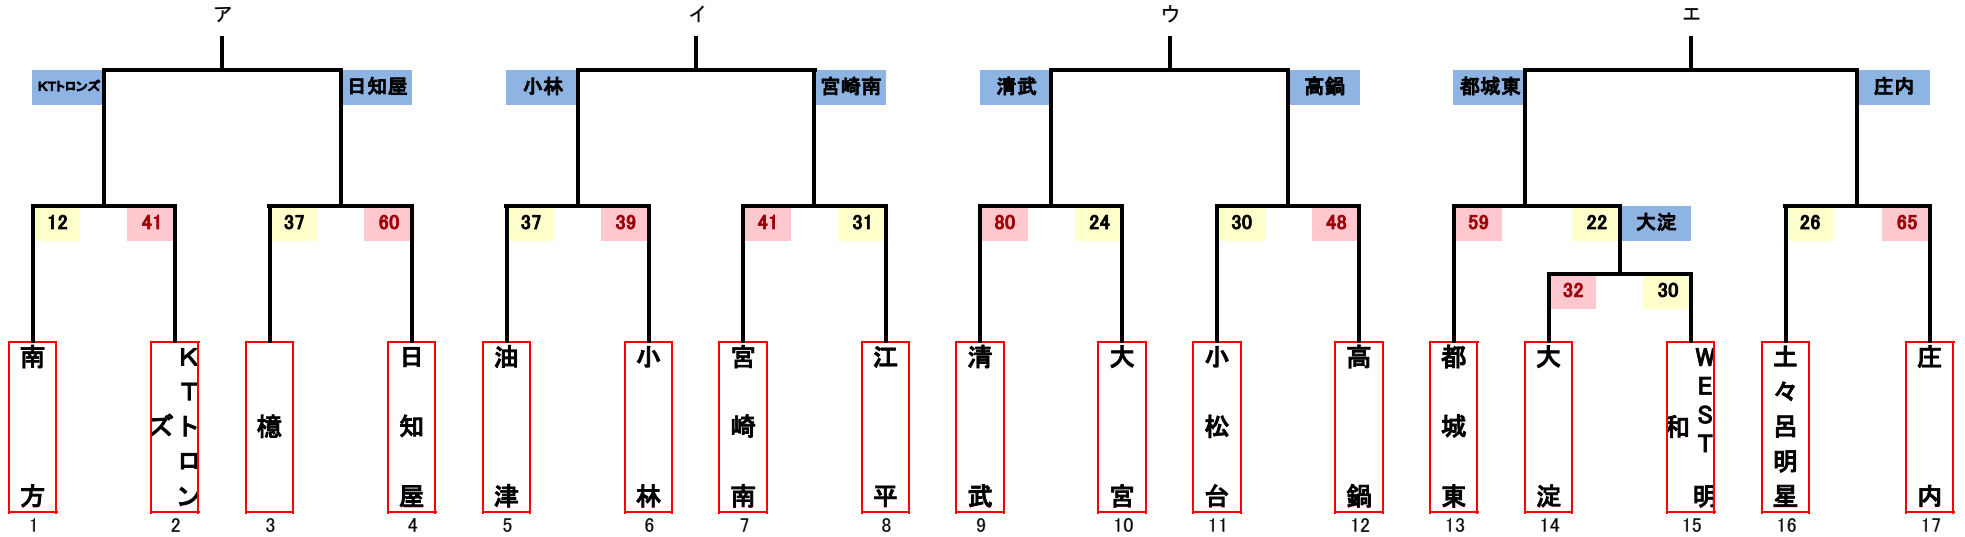 ア イ ウ エ
KTトロンズ 日知屋 小林 宮崎南 清武 高鍋 都城東 庄内
12 41 37 60 37 39 41 31 80 24 30 48 59 22 大淀 26 65
32 30
南方
KTトロンズ
檍
日知屋
油津
小林
宮崎南
江平
清武
大宮
小松台
高鍋
都城東
大淀
WEST明和
土々呂明星
庄内
1 2 3 4 5 6 7 8 9 10 11 12 13 14 15 16 17